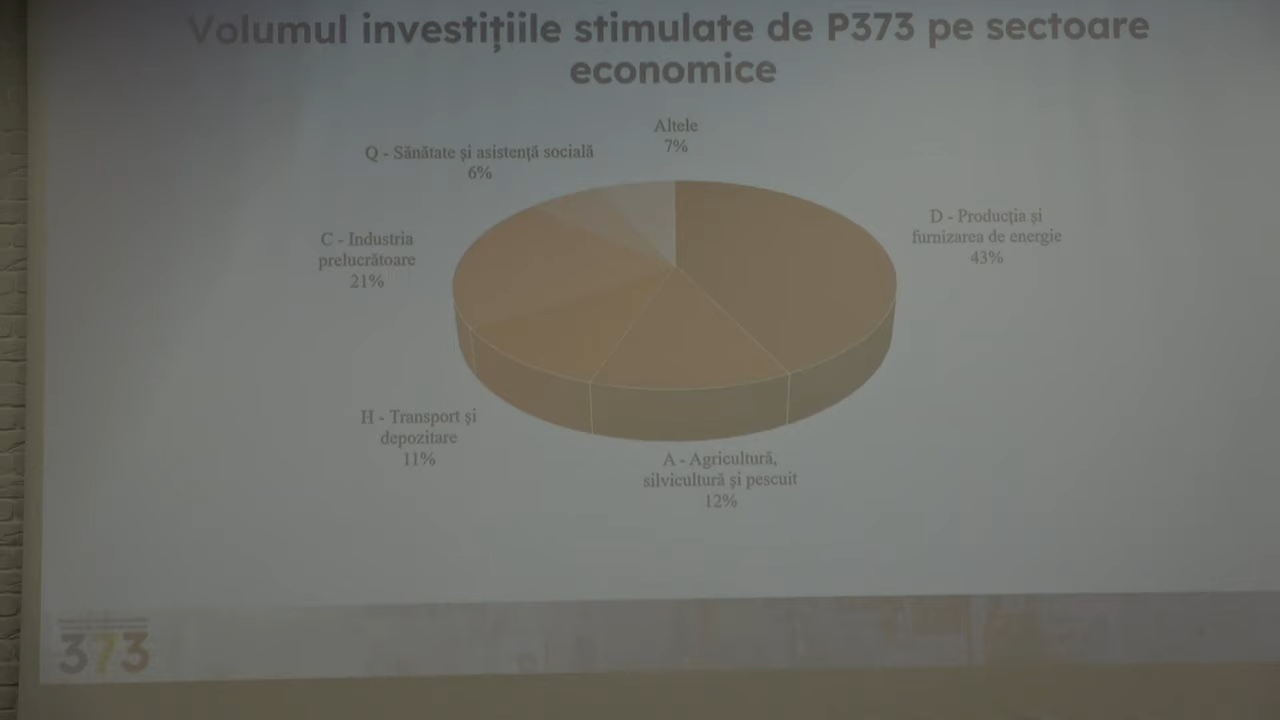 Volumul investițiile stimulate de P373 pe sectoare
economice
Altele
7%
Q - Sănătate și asistență socială
6%
D - Producția și
furnizarea de energie
43%
C - Industria
prelucrătoare
21%
H - Transport și
depozitare
11%
A - Agricultură,
silvicultură și pescuit
12%
373